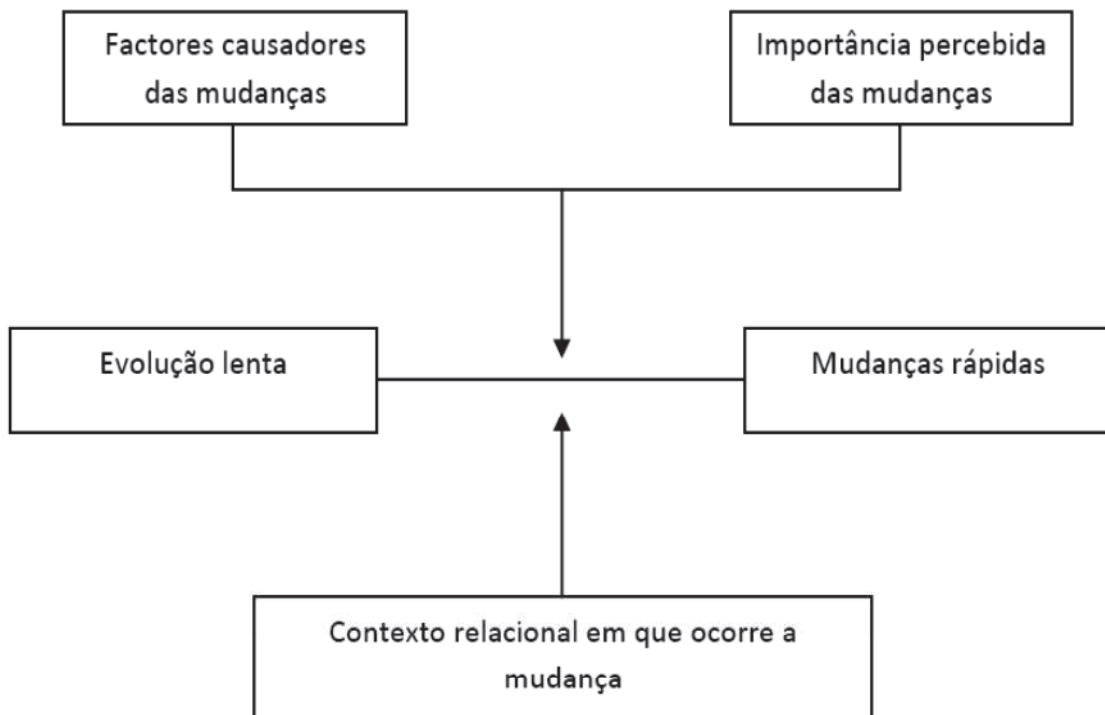 Factores causadores
das mudanças
Importância percebida
das mudanças
Evolução lenta
Mudanças rápidas
Contexto relacional em que ocorre a
mudança